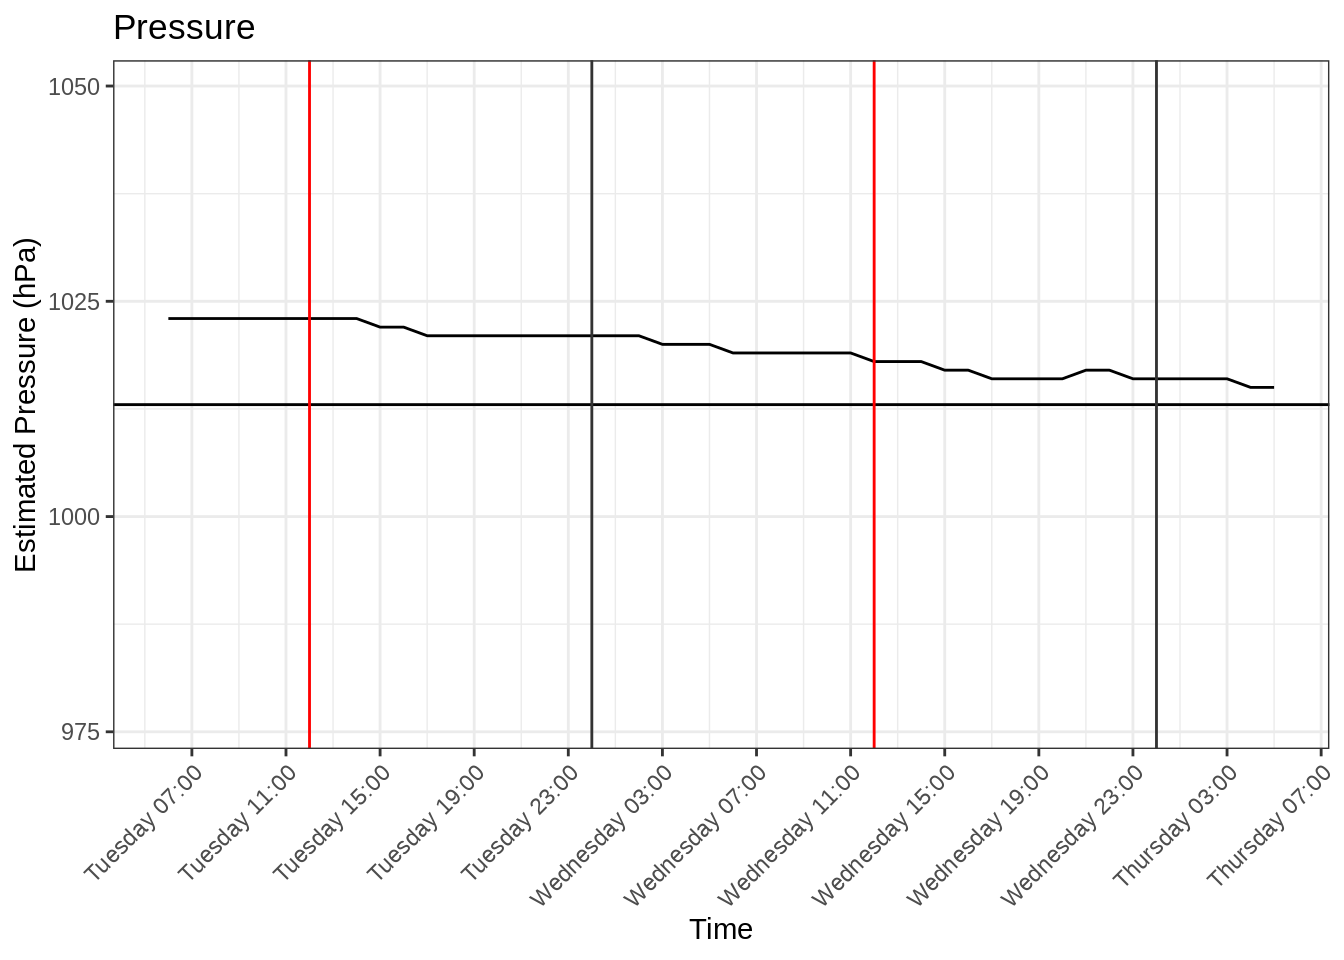 Pressure
Estimated Pressure (hPa)
1050
1025
1000
975
Tuesday 07:00
Tuesday 11:00
Tuesday 15:00
Tuesday 19:00
Tuesday 23:00
Wednesday 03:00
Wednesday 07:00
Wednesday 11:00
Wednesday 15:00
Wednesday 19:00
Wednesday 23:00
Thursday 03:00
Thursday 07:00
Time